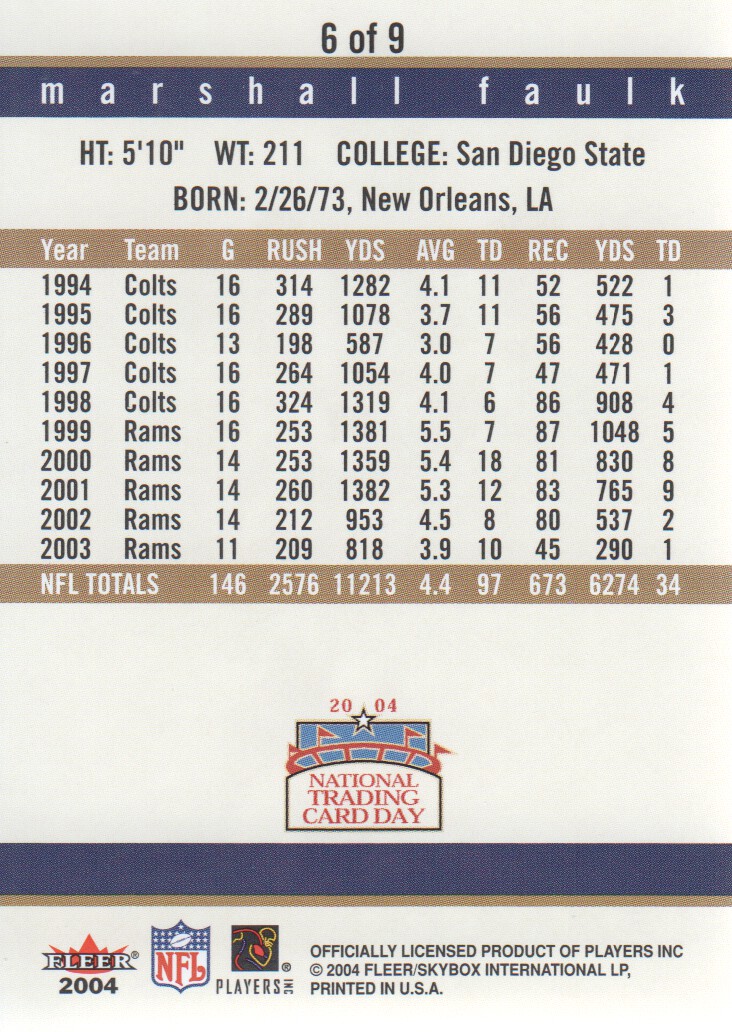 6 of 9
marshall faulk
HT: 5'10" WT: 211 COLLEGE: San Diego State
BORN: 2/26/73, New Orleans, LA
Year Team G RUSH YDS AVG TD REC YDS TD
1994 Colts 16 314 1282 4.1 11 52 522 1
1995 Colts 16 289 1078 3.7 11 56 475 3
1996 Colts 13 198 587 3.0 7 56 428 0
1997 Colts 16 264 1054 4.0 7 47 471 1
1998 Colts 16 324 1319 4.1 6 86 908 4
1999 Rams 16 253 1381 5.5 7 87 1048 5
2000 Rams 14 253 1359 5.4 18 81 830 8
2001 Rams 14 260 1382 5.3 12 83 765 9
2002 Rams 14 212 953 4.5 8 80 537 2
2003 Rams 11 209 818 3.9 10 45 290 1
NFL TOTALS 146 2576 11213 4.4 97 673 6274 34
20 04
NATIONAL
TRADING
CARD DAY
FLEER®
2004
NFL
®
PLAYERS INC
OFFICIALLY LICENSED PRODUCT OF PLAYERS INC
© 2004 FLEER/SKYBOX INTERNATIONAL LP,
PRINTED IN U.S.A.